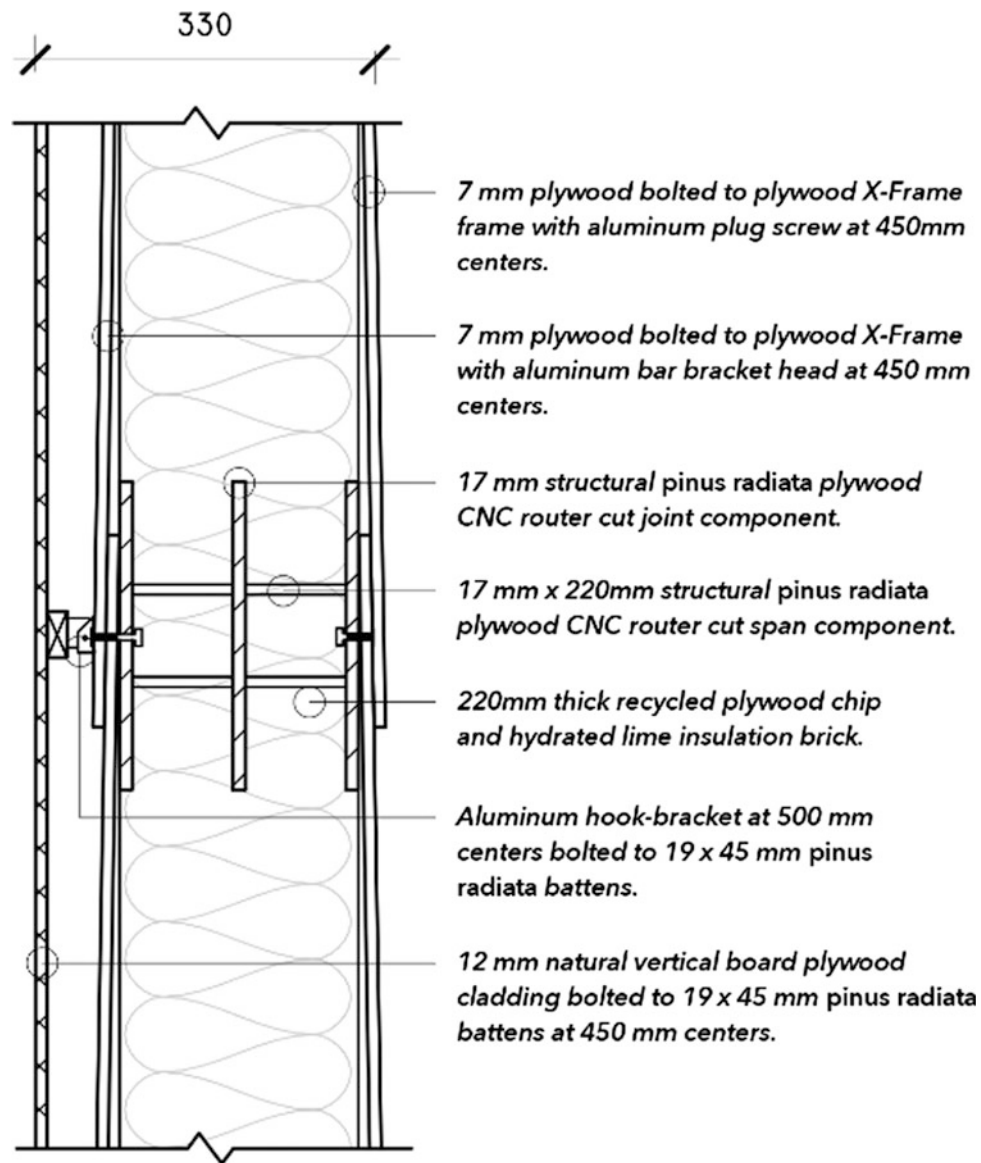 330
7 mm plywood bolted to plywood X-Frame
frame with aluminum plug screw at 450mm
centers.
7 mm plywood bolted to plywood X-Frame
with aluminum bar bracket head at 450 mm
centers.
17 mm structural pinus radiata plywood
CNC router cut joint component.
17 mm x 220mm structural pinus radiata
plywood CNC router cut span component.
220mm thick recycled plywood chip
and hydrated lime insulation brick.
Aluminum hook-bracket at 500 mm
centers bolted to 19 x 45 mm pinus
radiata battens.
12 mm natural vertical board plywood
cladding bolted to 19 x 45 mm pinus radiata
battens at 450 mm centers.